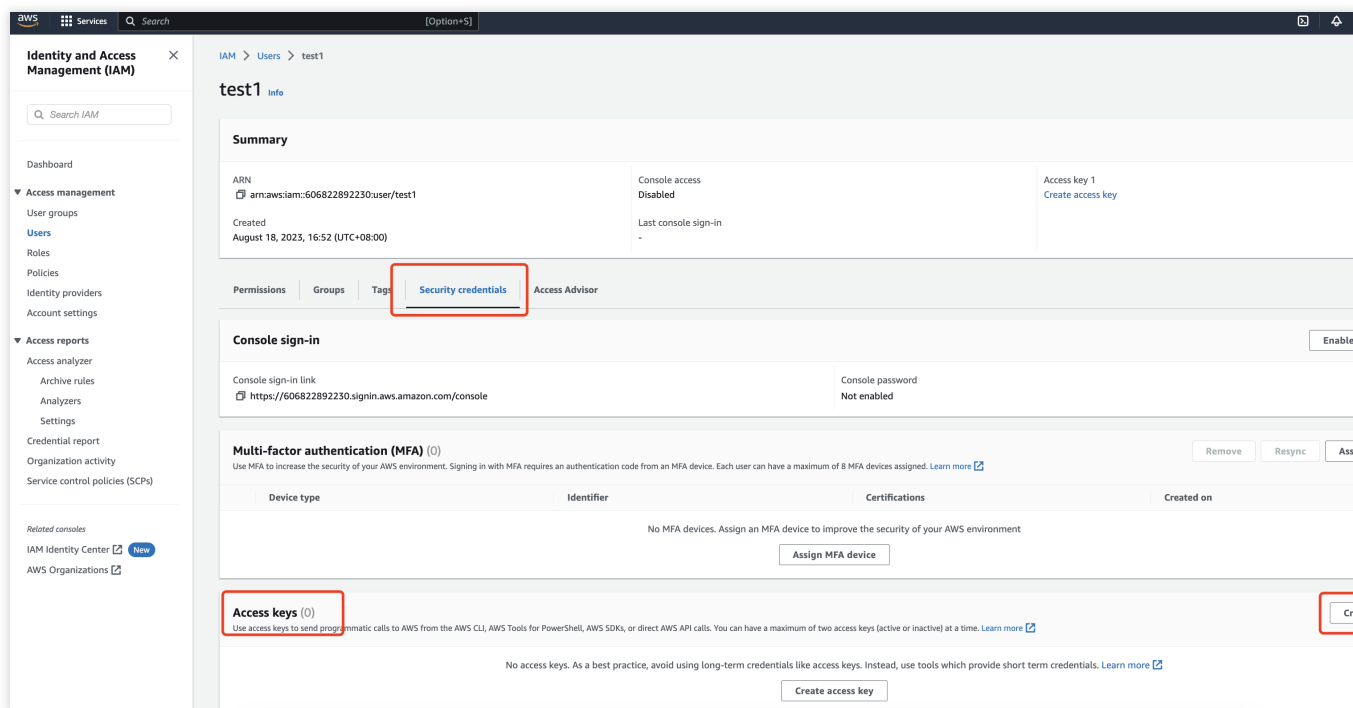 aws
Services
Search
[Option+S]
Identity and Access
Management (IAM)
Search IAM
Dashboard
Access management
User groups
Users
Roles
Policies
Identity providers
Account settings
Access reports
Access analyzer
Archive rules
Analyzers
Settings
Credential report
Organization activity
Service control policies (SCPs)
Related consoles
IAM Identity Center New
AWS Organizations
IAM > Users > test1
test1 Info
Summary
ARN
arn:aws:iam::606822892230:user/test1
Created
August 18, 2023, 16:52 (UTC+08:00)
Console access
Disabled
Last console sign-in
-
Access key 1
Create access key
Permissions
Groups
Tags
Security credentials
Access Advisor
Console sign-in
Enable
Console sign-in link
https://606822892230.signin.aws.amazon.com/console
Console password
Not enabled
Multi-factor authentication (MFA) (0)
Remove
Resync
Ass
Use MFA to increase the security of your AWS environment. Signing in with MFA requires an authentication code from an MFA device. Each user can have a maximum of 8 MFA devices assigned. Learn more
Device type
Identifier
Certifications
Created on
No MFA devices. Assign an MFA device to improve the security of your AWS environment
Assign MFA device
Access keys (0)
Cr
Use access keys to send programmatic calls to AWS from the AWS CLI, AWS Tools for PowerShell, AWS SDKs, or direct AWS API calls. You can have a maximum of two access keys (active or inactive) at a time. Learn more
No access keys. As a best practice, avoid using long-term credentials like access keys. Instead, use tools which provide short term credentials. Learn more
Create access key